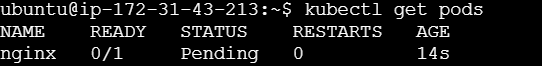 ubuntu@ip-172-31-43-213:~$ kubectl get pods
NAME READY STATUS RESTARTS AGE
nginx 0/1 Pending 0 14s